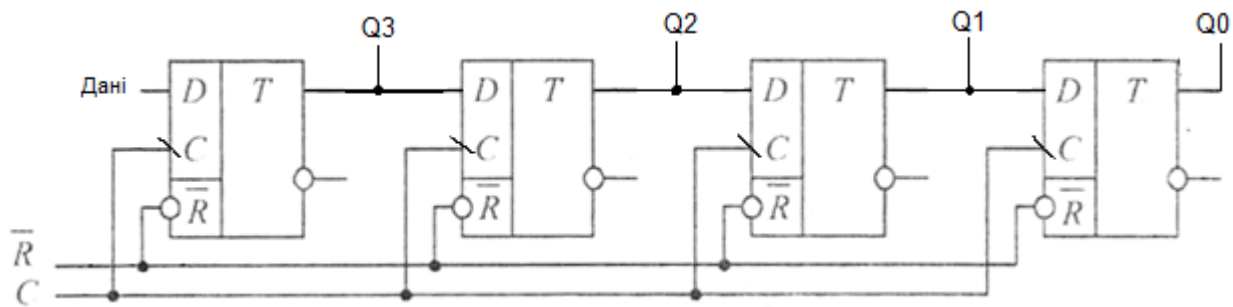 Q3 Q2 Q1 Q0
Дані D T D T D T D T
C C C C
R̅ R̅ R̅ R̅
R̅
C